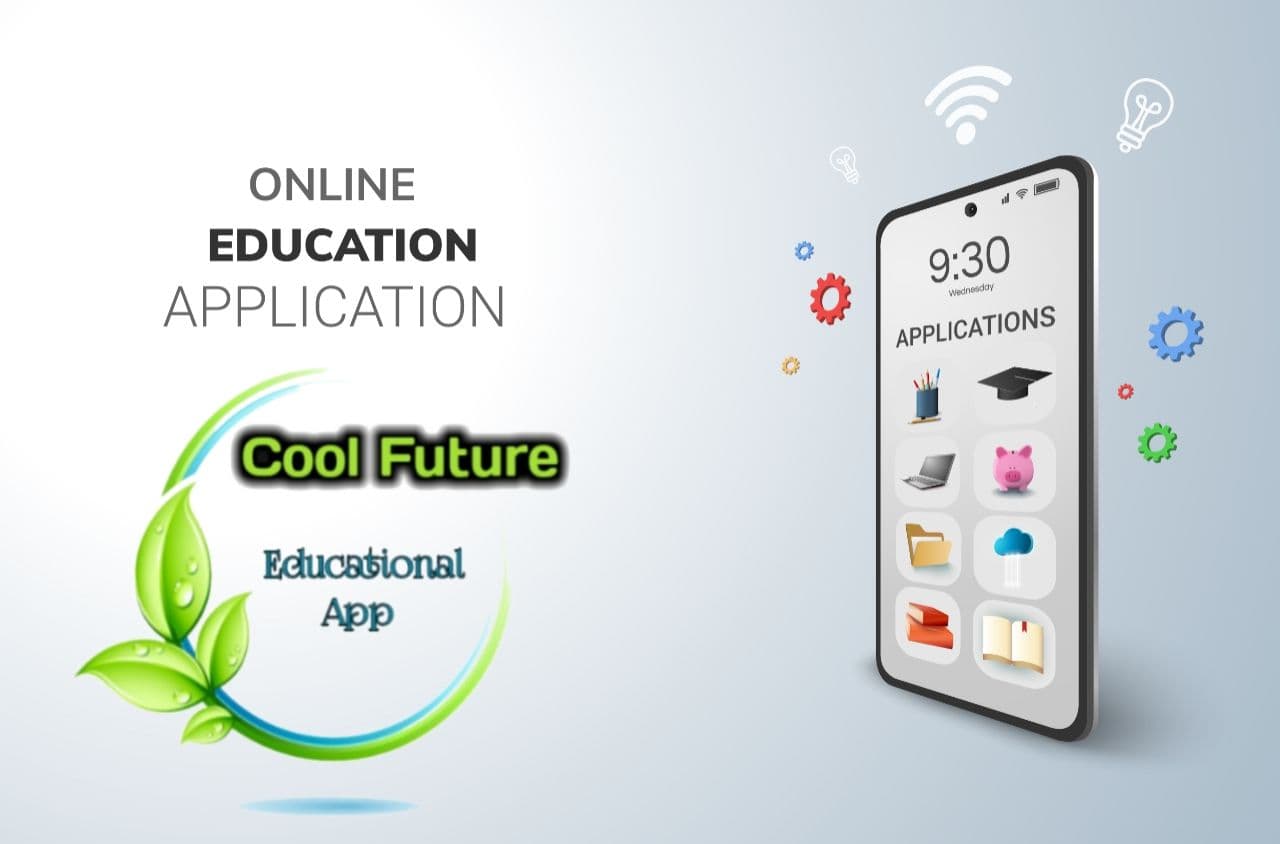 ONLINE
EDUCATION
APPLICATION
Cool Future
Educational
App
9:30
Wednesday
APPLICATIONS